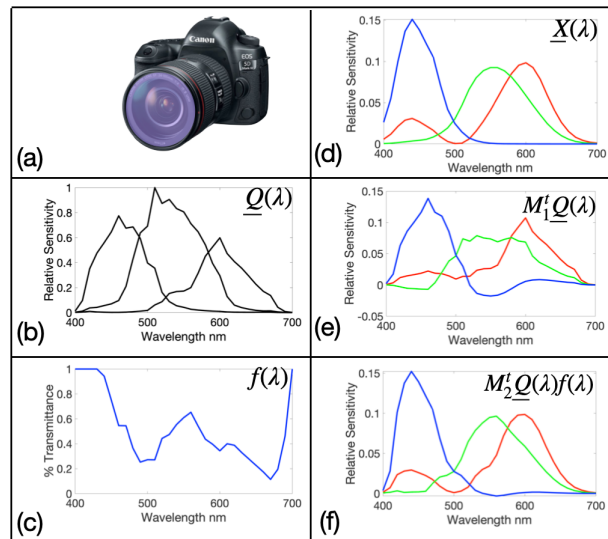 Canon
EOS
5D
(a)
X(λ)
Relative Sensitivity
0.15
0.1
0.05
0
400 500 600 700
Wavelength nm
(d)
Q(λ)
Relative Sensitivity
1
0.8
0.6
0.4
0.2
0
400 500 600 700
Wavelength nm
(b)
M₁ᵗQ(λ)
Relative Sensitivity
0.15
0.1
0.05
0
-0.05
400 500 600 700
Wavelength nm
(e)
f(λ)
% Transmittance
1
0.8
0.6
0.4
0.2
0
400 500 600 700
Wavelength nm
(c)
M₂ᵗQ(λ)f(λ)
Relative Sensitivity
0.15
0.1
0.05
0
400 500 600 700
Wavelength nm
(f)